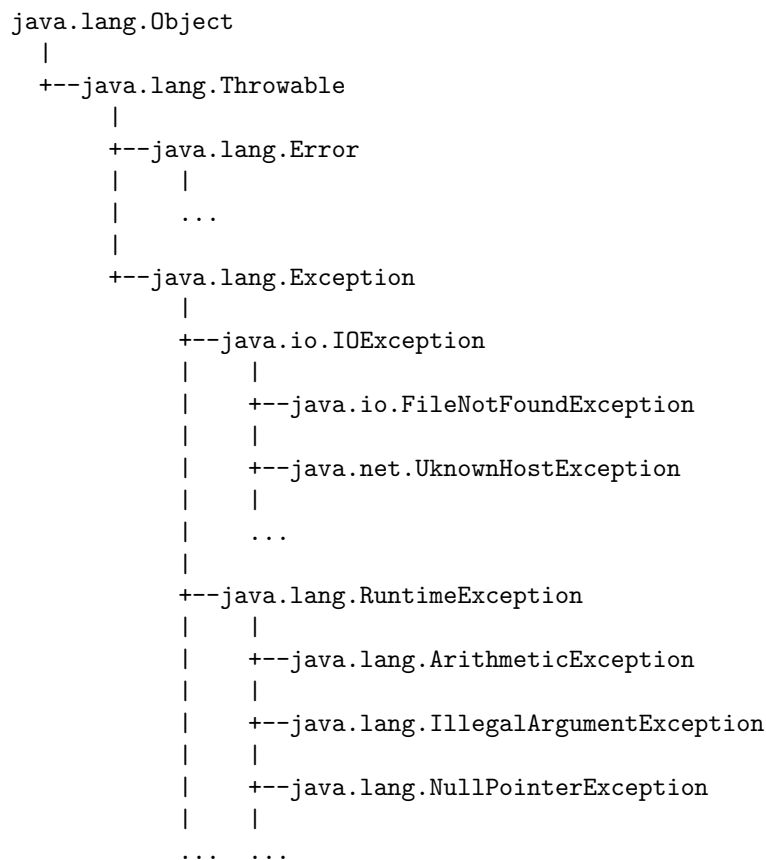 java.lang.Object
  |
  +--java.lang.Throwable
       |
       +--java.lang.Error
       |    |
       |    ...
       |
       +--java.lang.Exception
            |
            +--java.io.IOException
            |    |
            |    +--java.io.FileNotFoundException
            |    |
            |    +--java.net.UknownHostException
            |    |
            |    ...
            |
            +--java.lang.RuntimeException
            |    |
            |    +--java.lang.ArithmeticException
            |    |
            |    +--java.lang.IllegalArgumentException
            |    |
            |    +--java.lang.NullPointerException
            |    |
            ...  ...